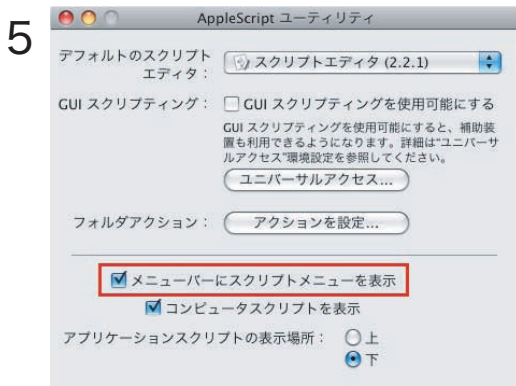 5
AppleScript ユーティリティ
デフォルトのスクリプト
エディタ：
スクリプトエディタ (2.2.1)
GUI スクリプティング：
GUI スクリプティングを使用可能にする
GUI スクリプティングを使用可能にすると、補助装
置も利用できるようになります。詳細は“ユニバーサ
ルアクセス”環境設定を参照してください。
ユニバーサルアクセス...
フォルダアクション：
アクションを設定...
メニューバーにスクリプトメニューを表示
コンピュータスクリプトを表示
アプリケーションスクリプトの表示場所：
上
下